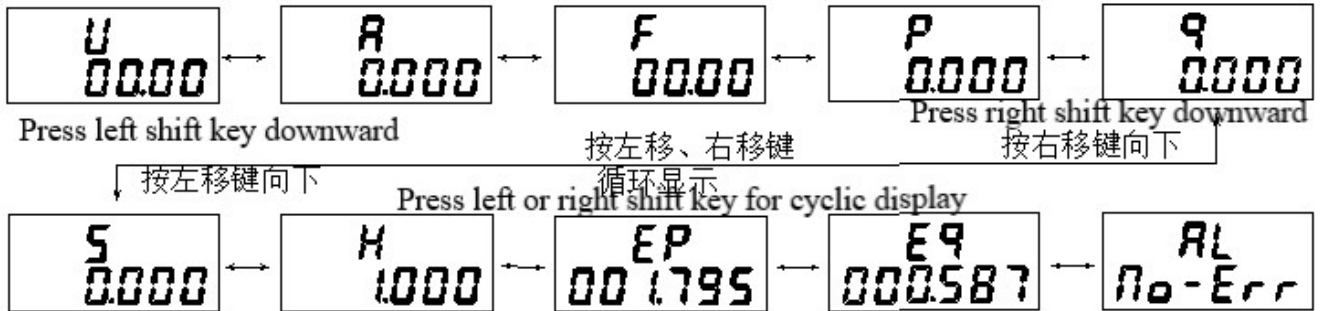 U
00.00
A
0.000
F
00.00
P
0.000
q
0.000
Press left shift key downward
Press right shift key downward
按左移、右移键
按右移键向下
按左移键向下
循环显示
Press left or right shift key for cyclic display
S
0.000
H
1.000
EP
001.795
Eq
000.587
AL
no-Err